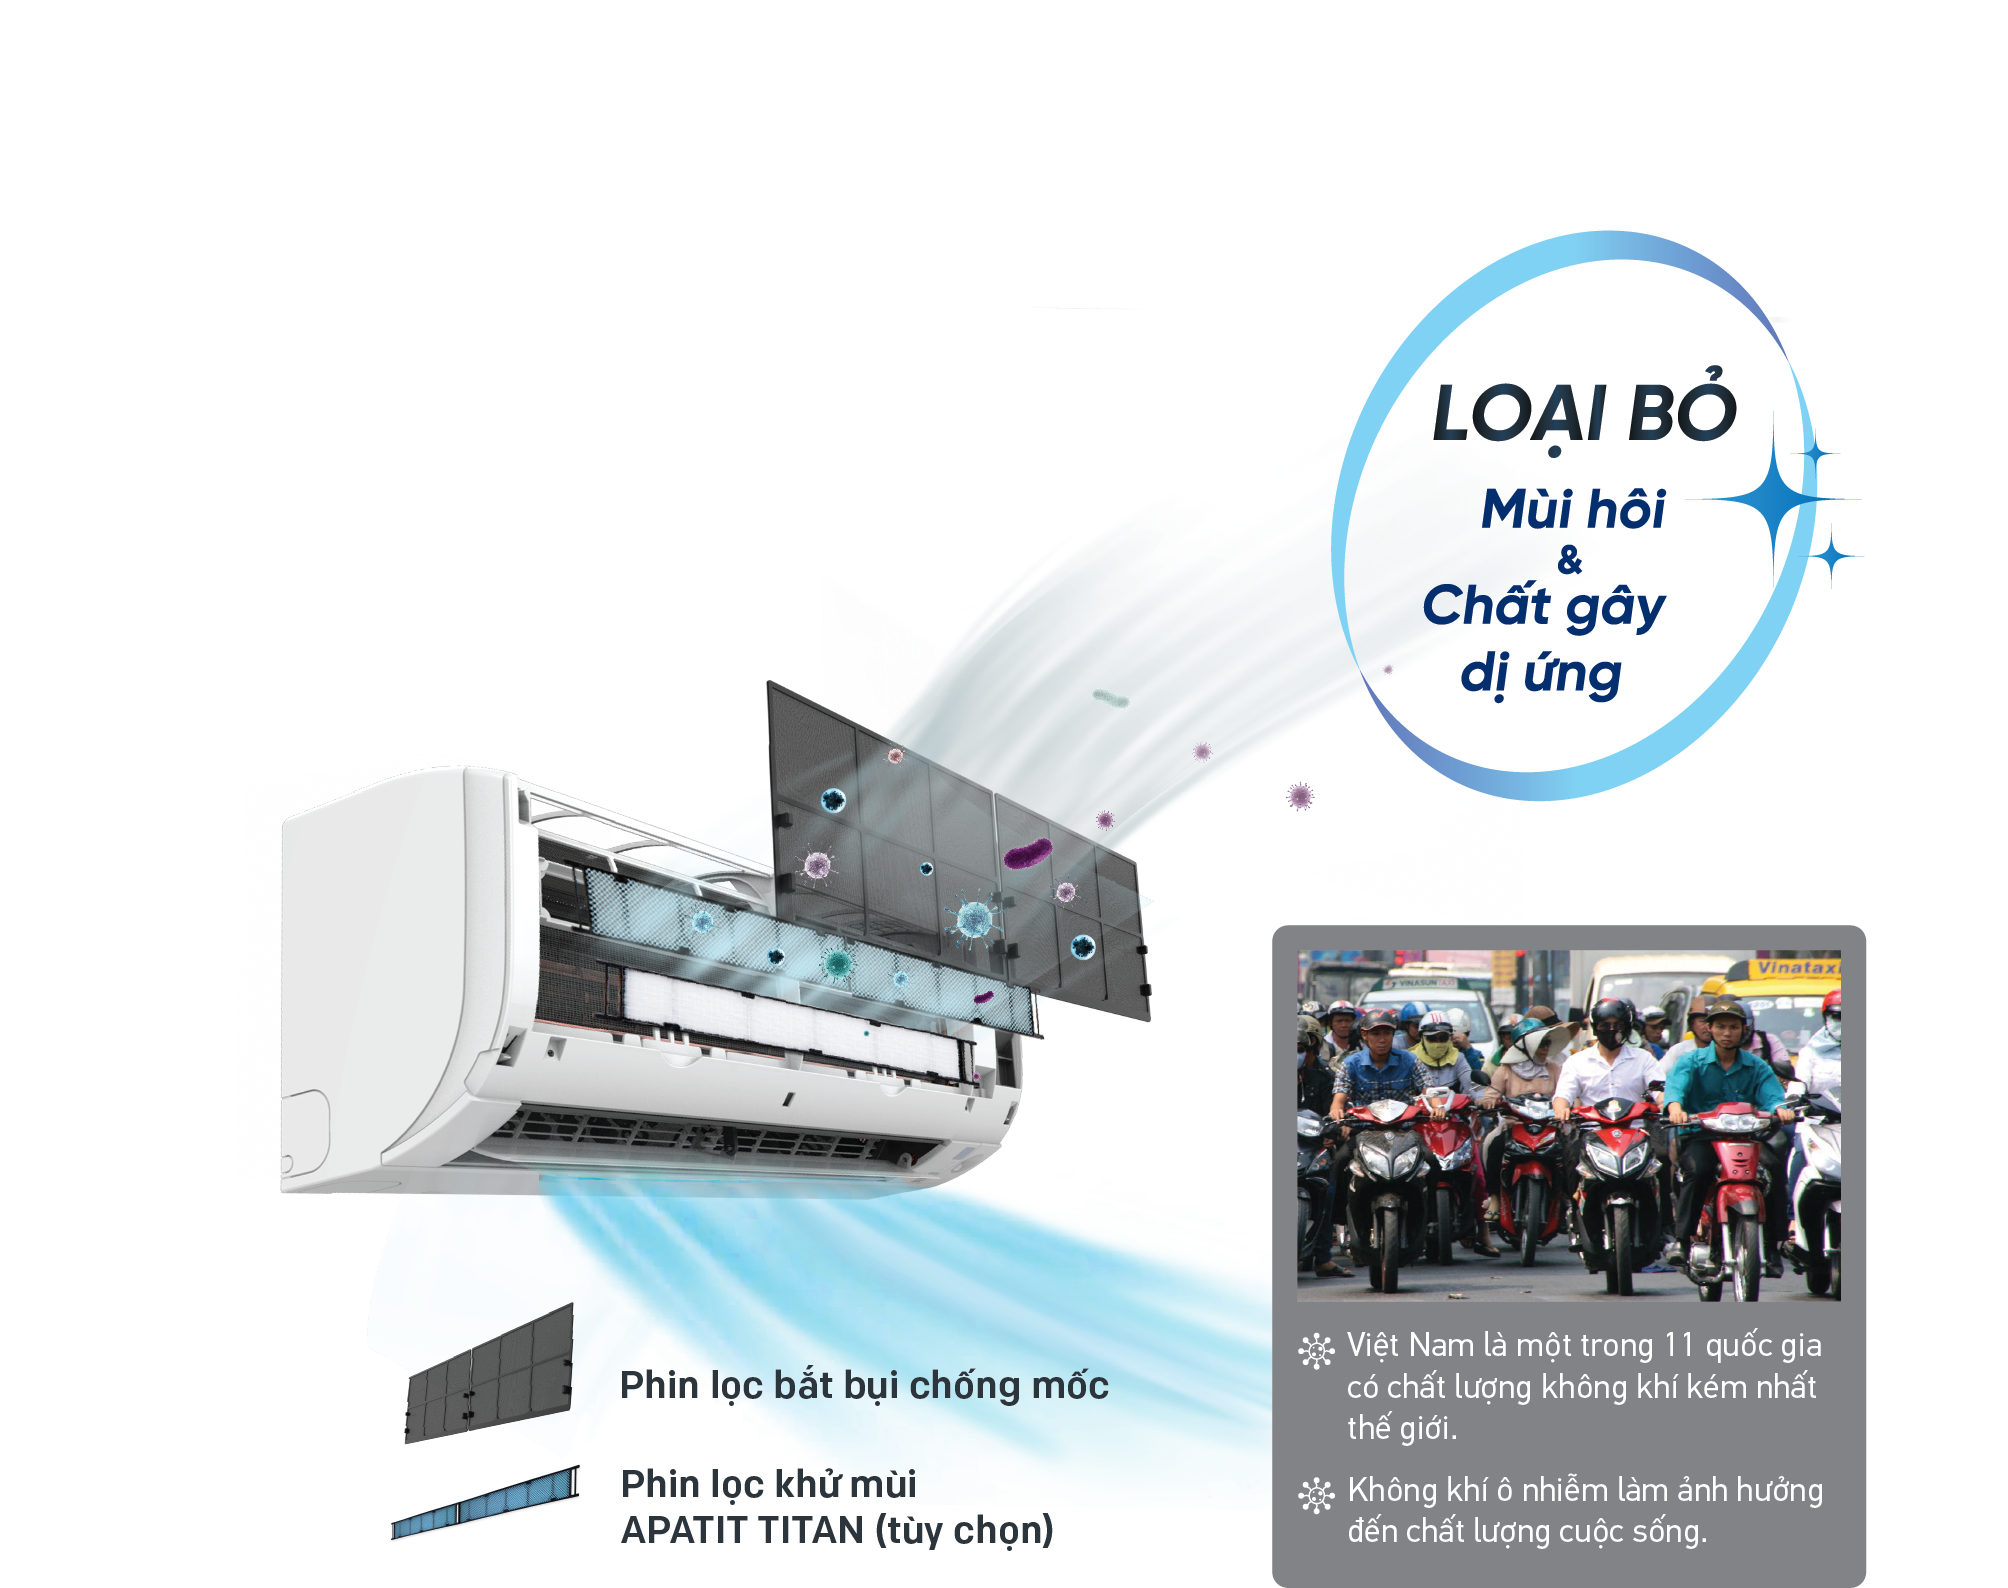 LOẠI BỎ
Mùi hôi
&
Chất gây
dị ứng
VINASUNTAXI
Vinataxi
Việt Nam là một trong 11 quốc gia
có chất lượng không khí kém nhất
thế giới.
Không khí ô nhiễm làm ảnh hưởng
đến chất lượng cuộc sống.
Phin lọc bắt bụi chống mốc
Phin lọc khử mùi
APATIT TITAN (tùy chọn)